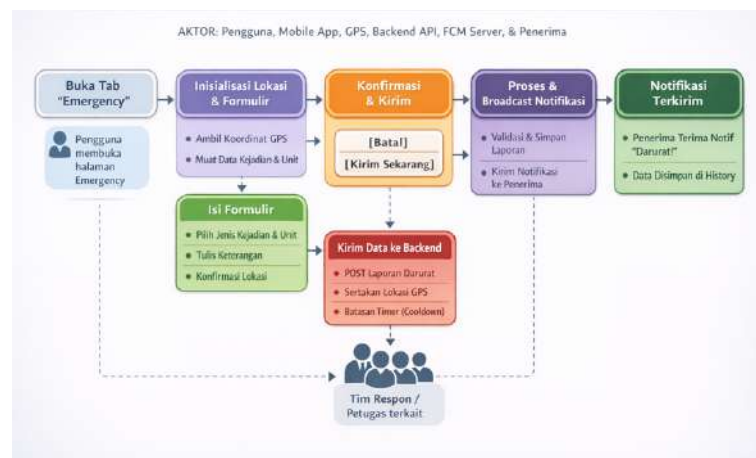 AKTOR: Pengguna, Mobile App, GPS, Backend API, FCM Server, & Penerima
Buka Tab
"Emergency"
Pengguna
membuka
halaman
Emergency
Inisialisasi Lokasi
& Formulir
Ambil Koordinat GPS
Muat Data Kejadian & Unit
Isi Formulir
Pilih Jenis Kejadian & Unit
Tulis Keterangan
Konfirmasi Lokasi
Konfirmasi
& Kirim
[Batal]
[Kirim Sekarang]
Kirim Data ke Backend
POST Laporan Darurat
Sertakan Lokasi GPS
Batasan Timer (Cooldown)
Proses &
Broadcast Notifikasi
Validasi & Simpan
Laporan
Kirim Notifikasi
ke Penerima
Notifikasi
Terkirim
Penerima Terima Notif
"Darurat!"
Data Disimpan di History
Tim Respon /
Petugas terkait